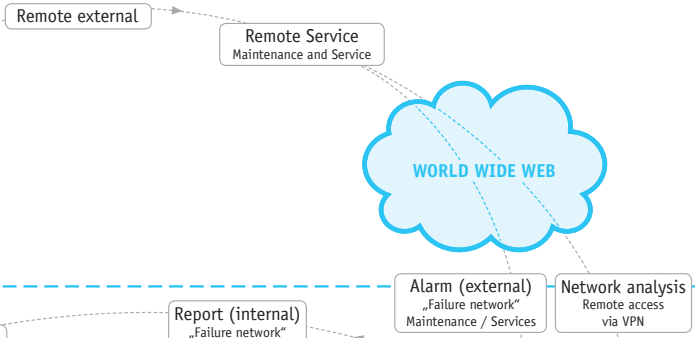 Remote external
Remote Service
Maintenance and Service
WORLD WIDE WEB
Alarm (external)
„Failure network“
Maintenance / Services
Network analysis
Remote access
via VPN
Report (internal)
„Failure network“